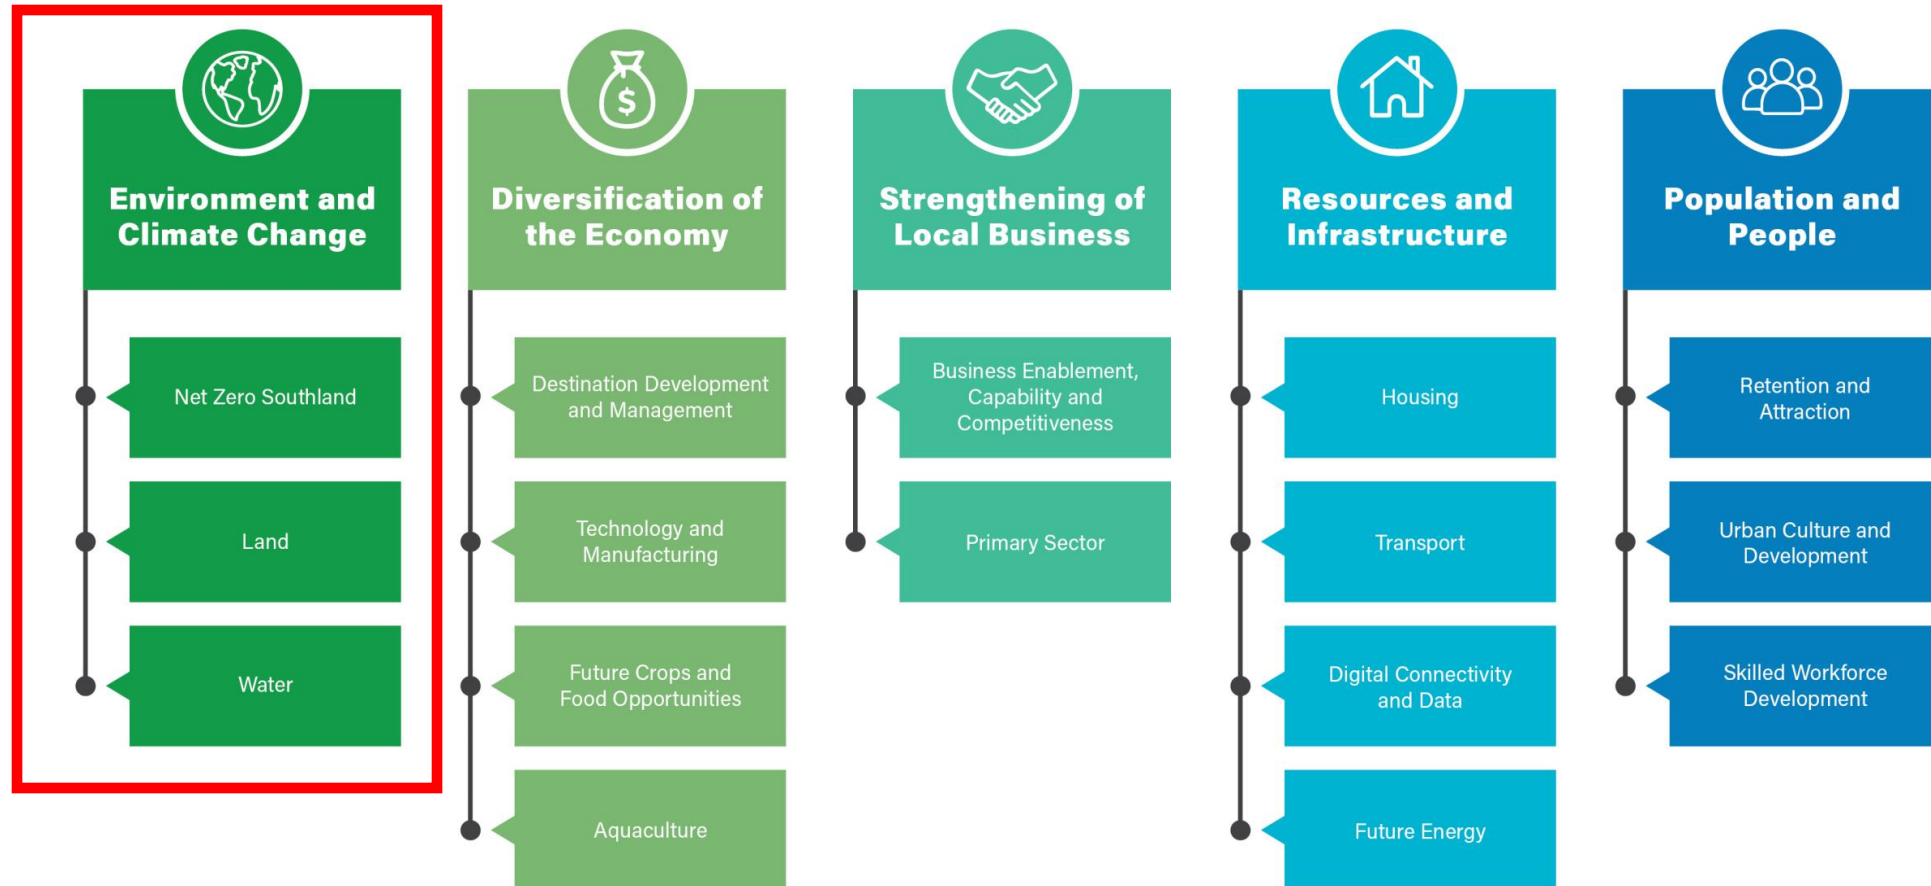 Environment and
Climate Change
Net Zero Southland
Land
Water
$
Diversification of
the Economy
Destination Development
and Management
Technology and
Manufacturing
Future Crops and
Food Opportunities
Aquaculture
Strengthening of
Local Business
Business Enablement,
Capability and
Competitiveness
Primary Sector
Resources and
Infrastructure
Housing
Transport
Digital Connectivity
and Data
Future Energy
Population and
People
Retention and
Attraction
Urban Culture and
Development
Skilled Workforce
Development